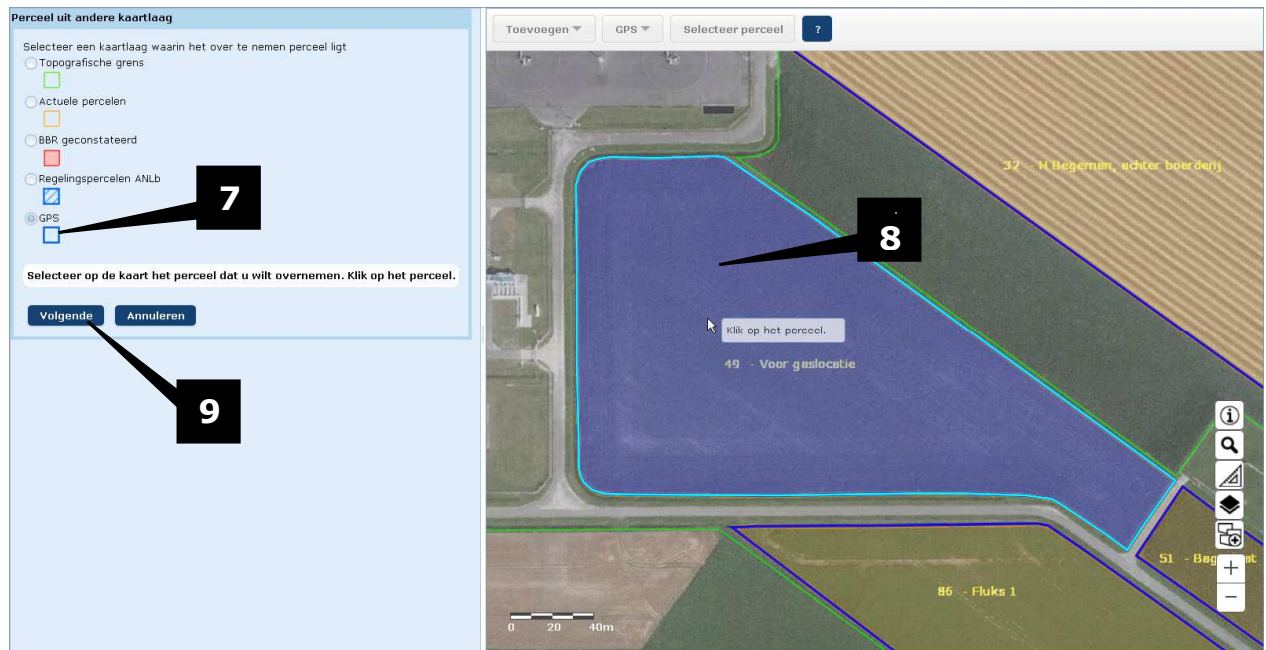 Perceel uit andere kaartlaag
Selecteer een kaartlaag waarin het over te nemen perceel ligt
Topografische grens
Actuele percelen
BBR geconstateerd
Regelingspercelen ANLb
GPS
7
Selecteer op de kaart het perceel dat u wilt overnemen. Klik op het perceel.
Volgende Annuleren
9
Toevoegen GPS Selecteer perceel ?
32 - H Begeman, achter boerderij
8
Klik op het perceel.
49 - Voor gaslocatie
51 -
86 - Fluks 1
0 20 40m
+
−